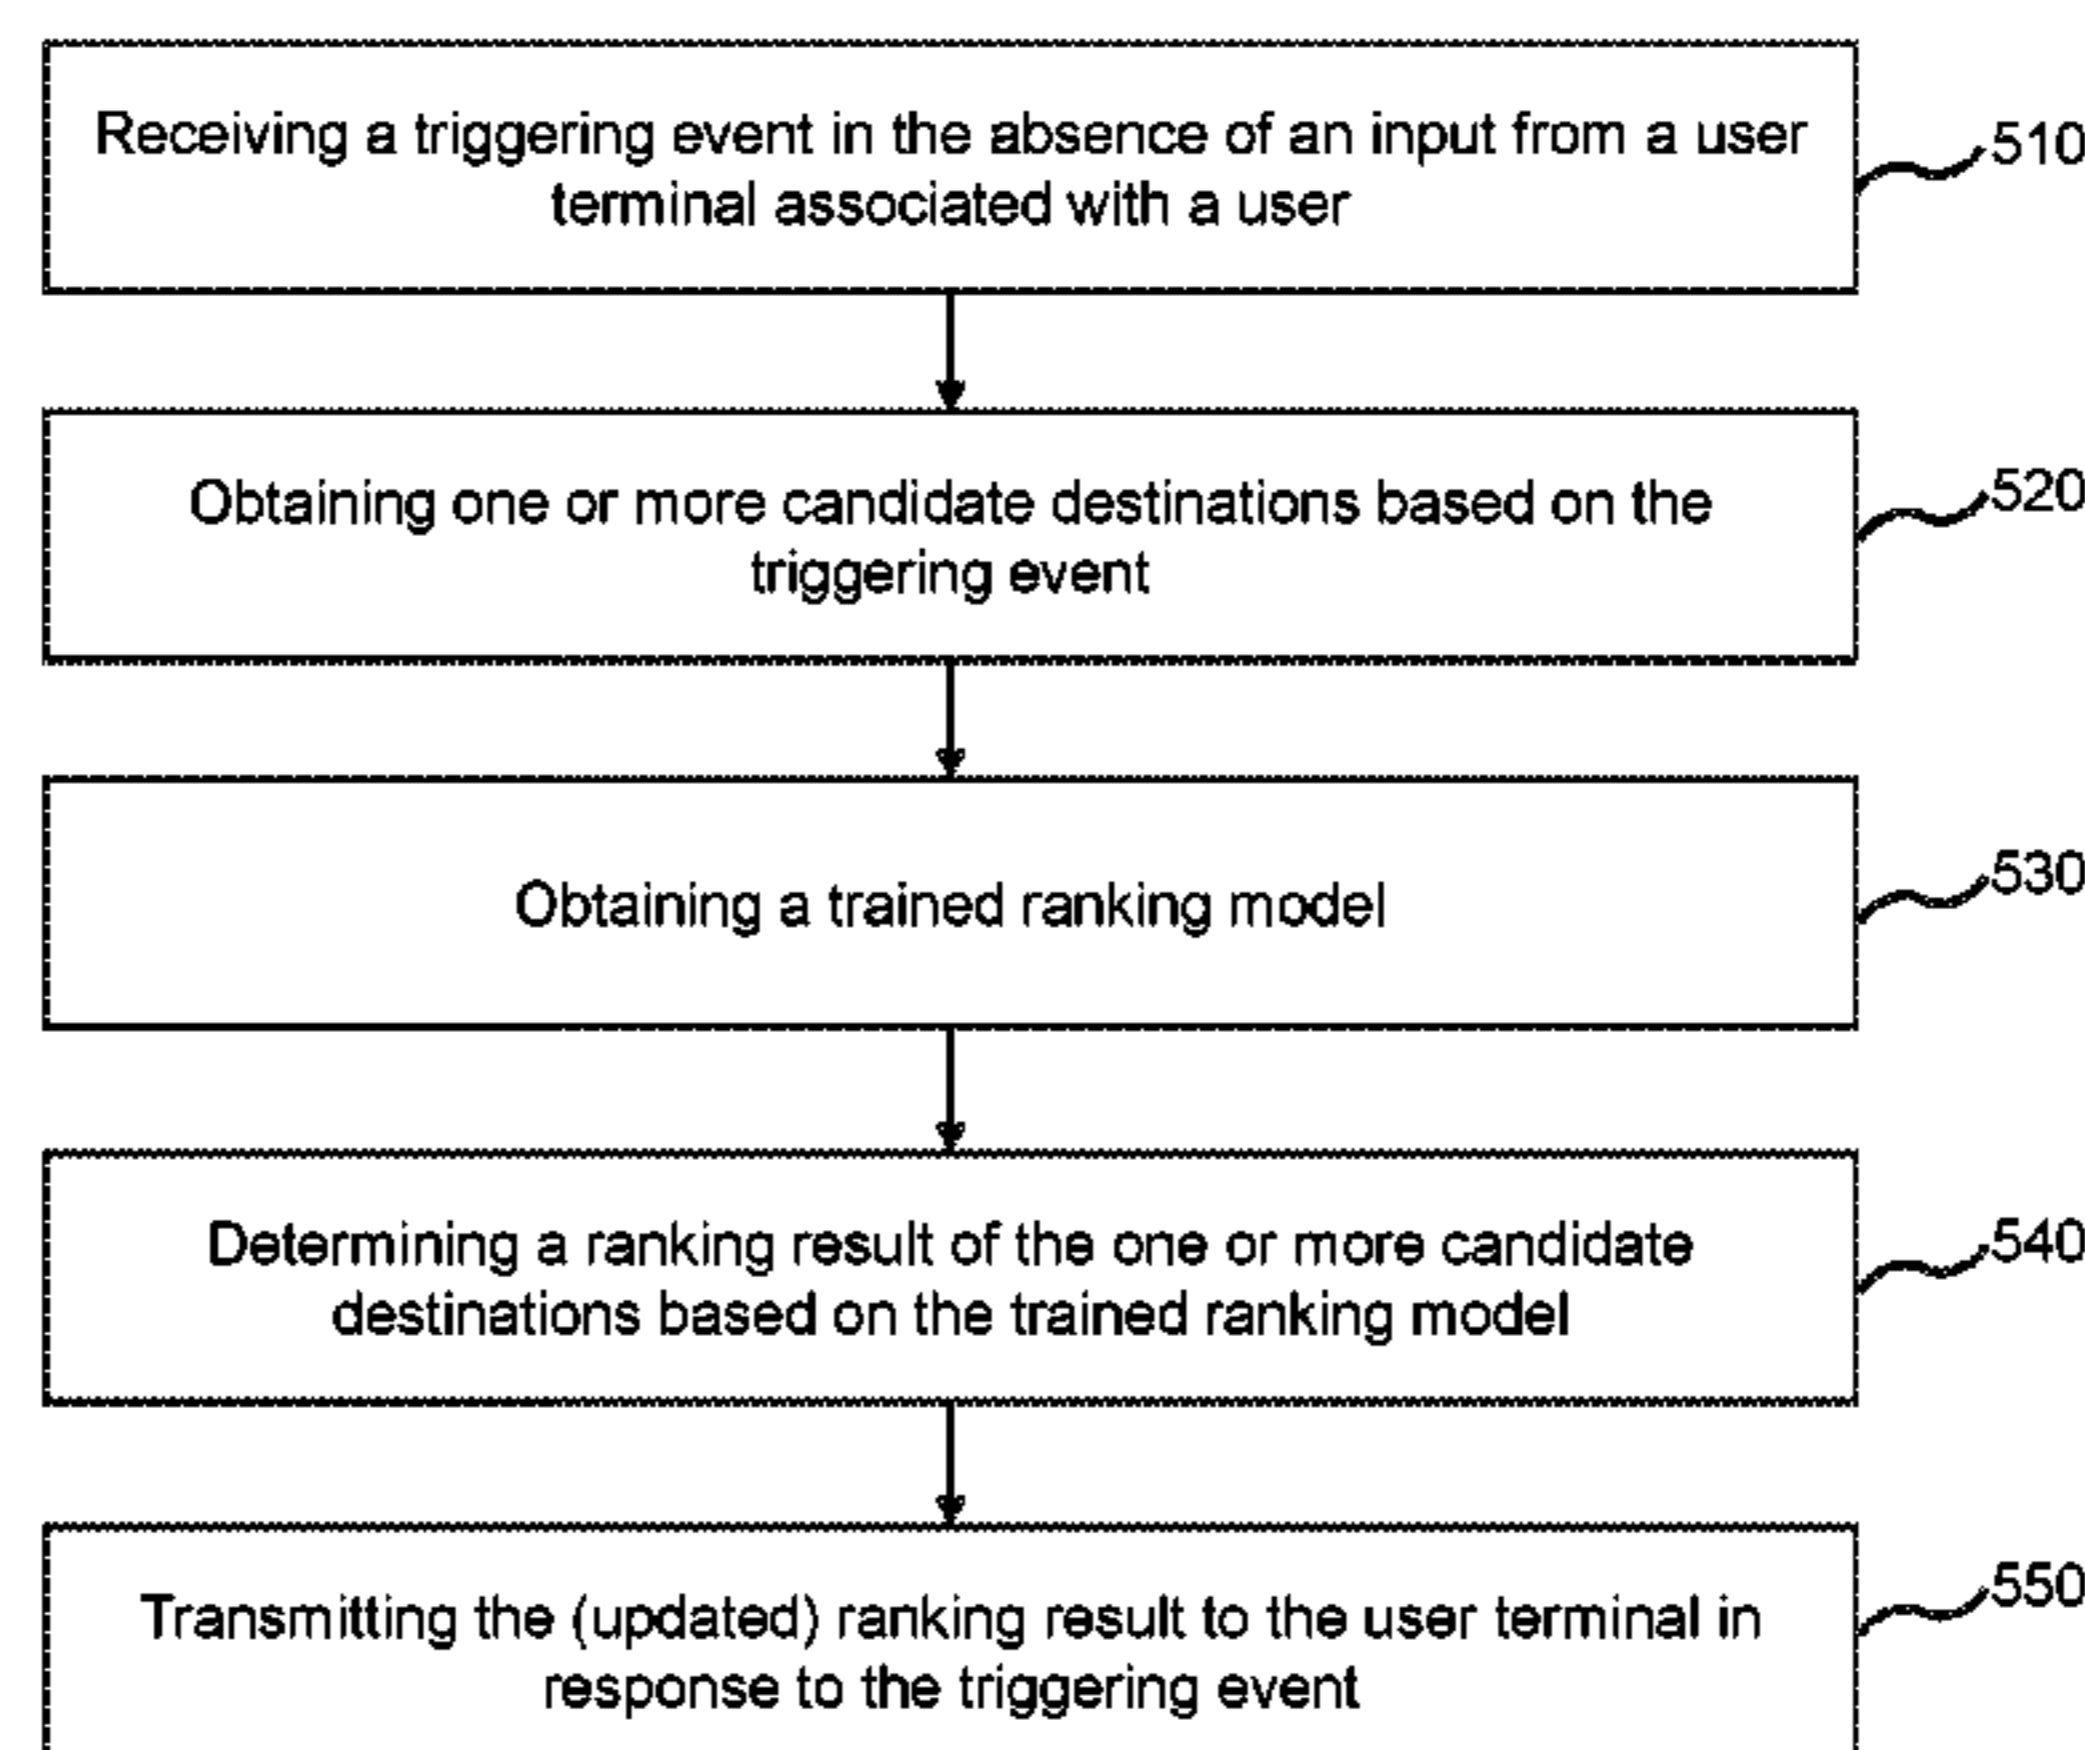 Receiving a triggering event in the absence of an input from a user
terminal associated with a user
510
Obtaining one or more candidate destinations based on the
triggering event
520
Obtaining a trained ranking model
530
Determining a ranking result of the one or more candidate
destinations based on the trained ranking model
540
Transmitting the (updated) ranking result to the user terminal in
response to the triggering event
550